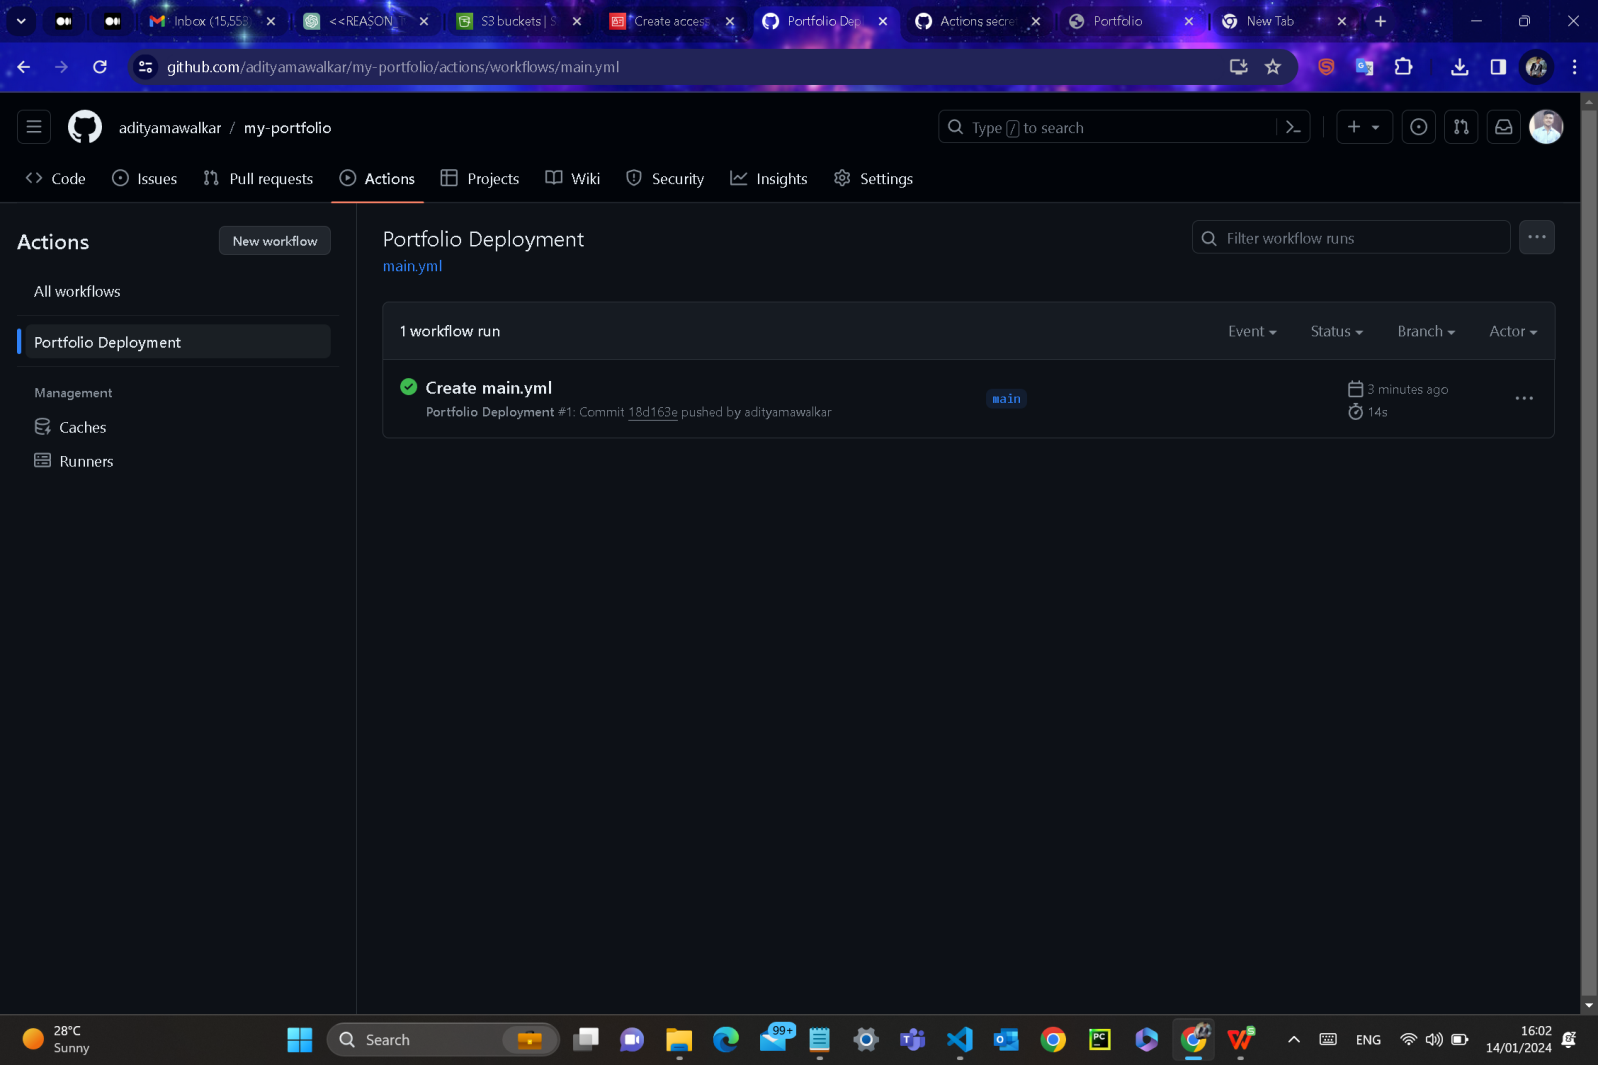 Inbox (15,553
<<REASON
S3 buckets | S
Create access
Portfolio Dep
Actions secre
Portfolio
New Tab
github.com/adityamawalkar/my-portfolio/actions/workflows/main.yml
adityamawalkar / my-portfolio
Type / to search
Code
Issues
Pull requests
Actions
Projects
Wiki
Security
Insights
Settings
Actions
New workflow
All workflows
Portfolio Deployment
Management
Caches
Runners
Portfolio Deployment
main.yml
Filter workflow runs
1 workflow run
Event
Status
Branch
Actor
Create main.yml
Portfolio Deployment #1: Commit 18d163e pushed by adityamawalkar
main
3 minutes ago
14s
28°C
Sunny
Search
99+
PC
ENG
16:02
14/01/2024